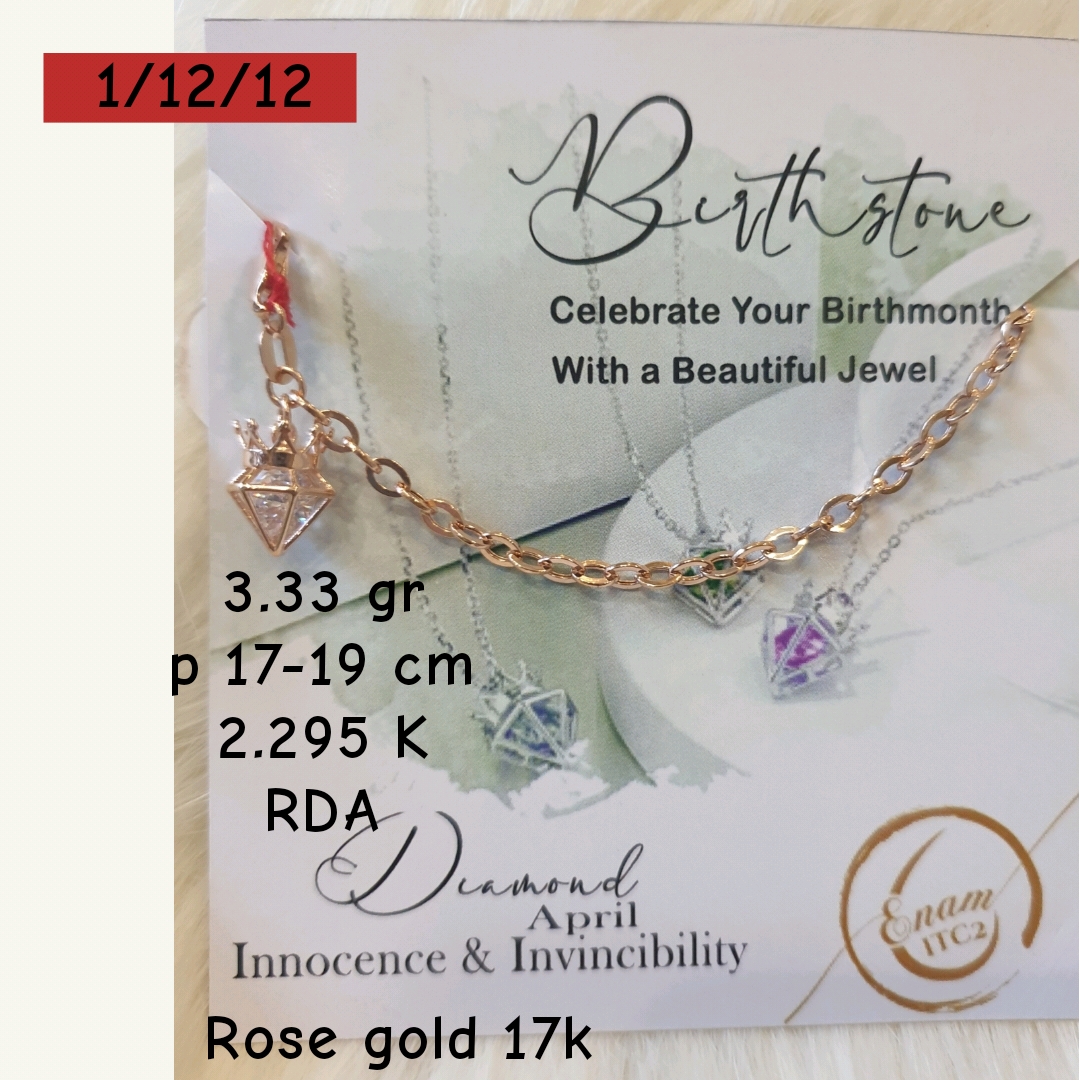 1/12/12
Birthstone
Celebrate Your Birthmonth
With a Beautiful Jewel
3.33 gr
p 17-19 cm
2.295 K
RDA
Diamond
April
Innocence & Invincibility
Enam
ITC2
Rose gold 17k